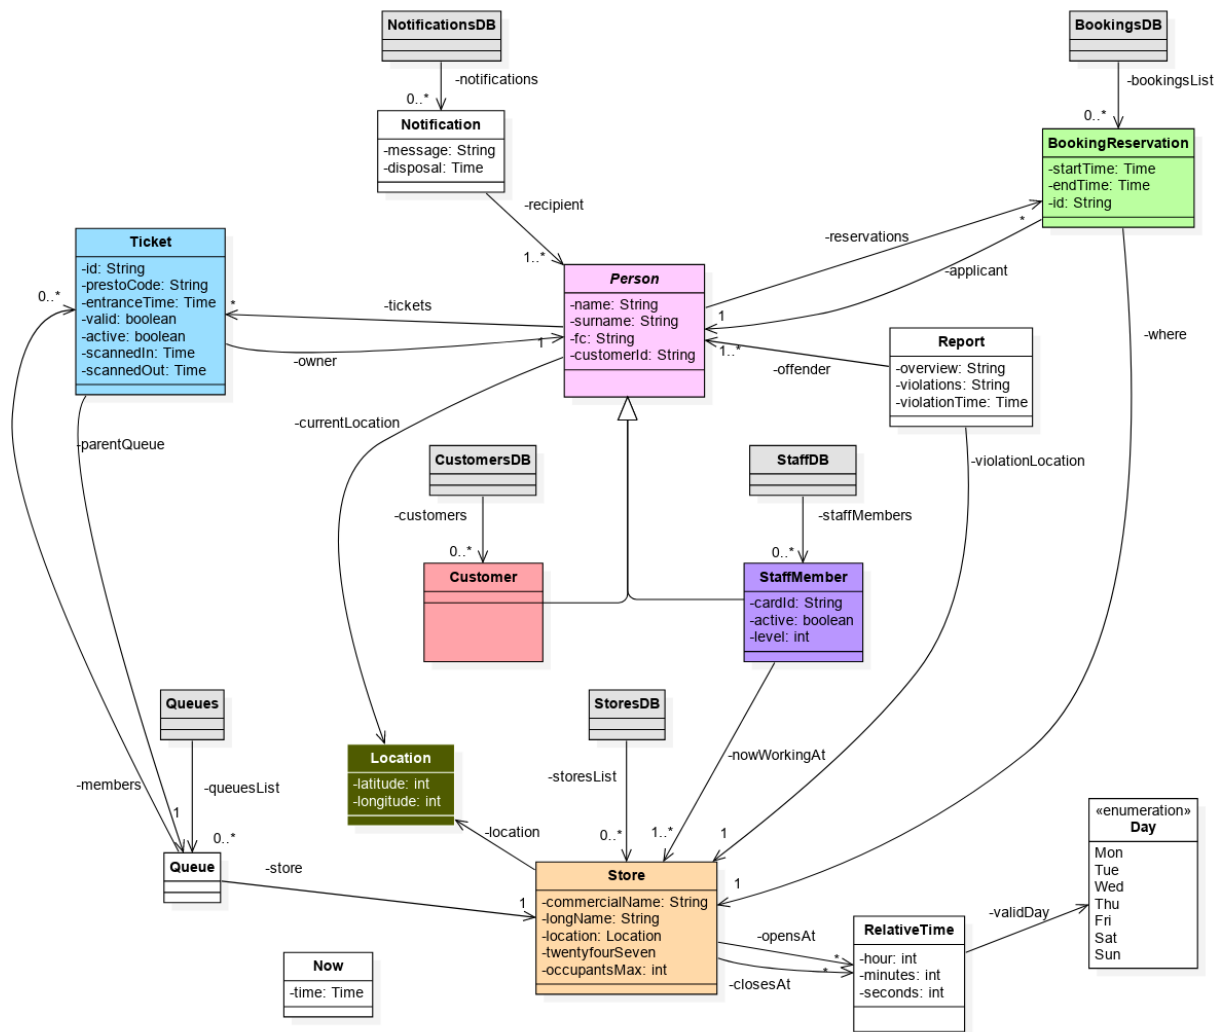 NotificationsDB
BookingsDB
-notifications
-bookingsList
0..*
0..*
Notification
-message: String
-disposal: Time
BookingReservation
-startTime: Time
-endTime: Time
-id: String
-recipient
1..*
*
-reservations
-applicant
1
Ticket
-id: String
-prestoCode: String
-entranceTime: Time
-valid: boolean
-active: boolean
-scannedIn: Time
-scannedOut: Time
0..*
*
-tickets
-owner
1
Person
-name: String
-surname: String
-fc: String
-customerId: String
1..*
-offender
Report
-overview: String
-violations: String
-violationTime: Time
-where
-currentLocation
-parentQueue
-violationLocation
CustomersDB
StaffDB
-customers
-staffMembers
0..*
0..*
Customer
StaffMember
-cardId: String
-active: boolean
-level: int
Queues
StoresDB
-members
1
-queuesList
0..*
Location
-latitude: int
-longitude: int
-storesList
-nowWorkingAt
-location
0..*
1..*
1
1
Queue
-store
1
Store
-commercialName: String
-longName: String
-location: Location
-twentyfourSeven
-occupantsMax: int
-opensAt
*
-closesAt
*
RelativeTime
-hour: int
-minutes: int
-seconds: int
-validDay
«enumeration»
Day
Mon
Tue
Wed
Thu
Fri
Sat
Sun
Now
-time: Time